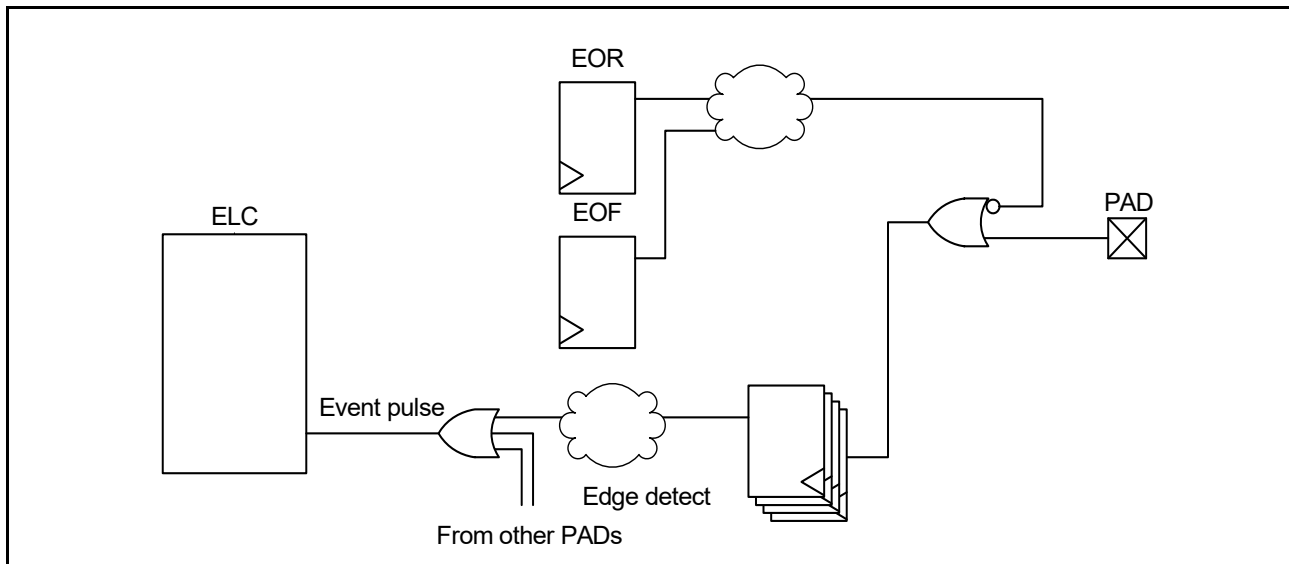 EOR
EOF
ELC
PAD
Event pulse
Edge detect
From other PADs